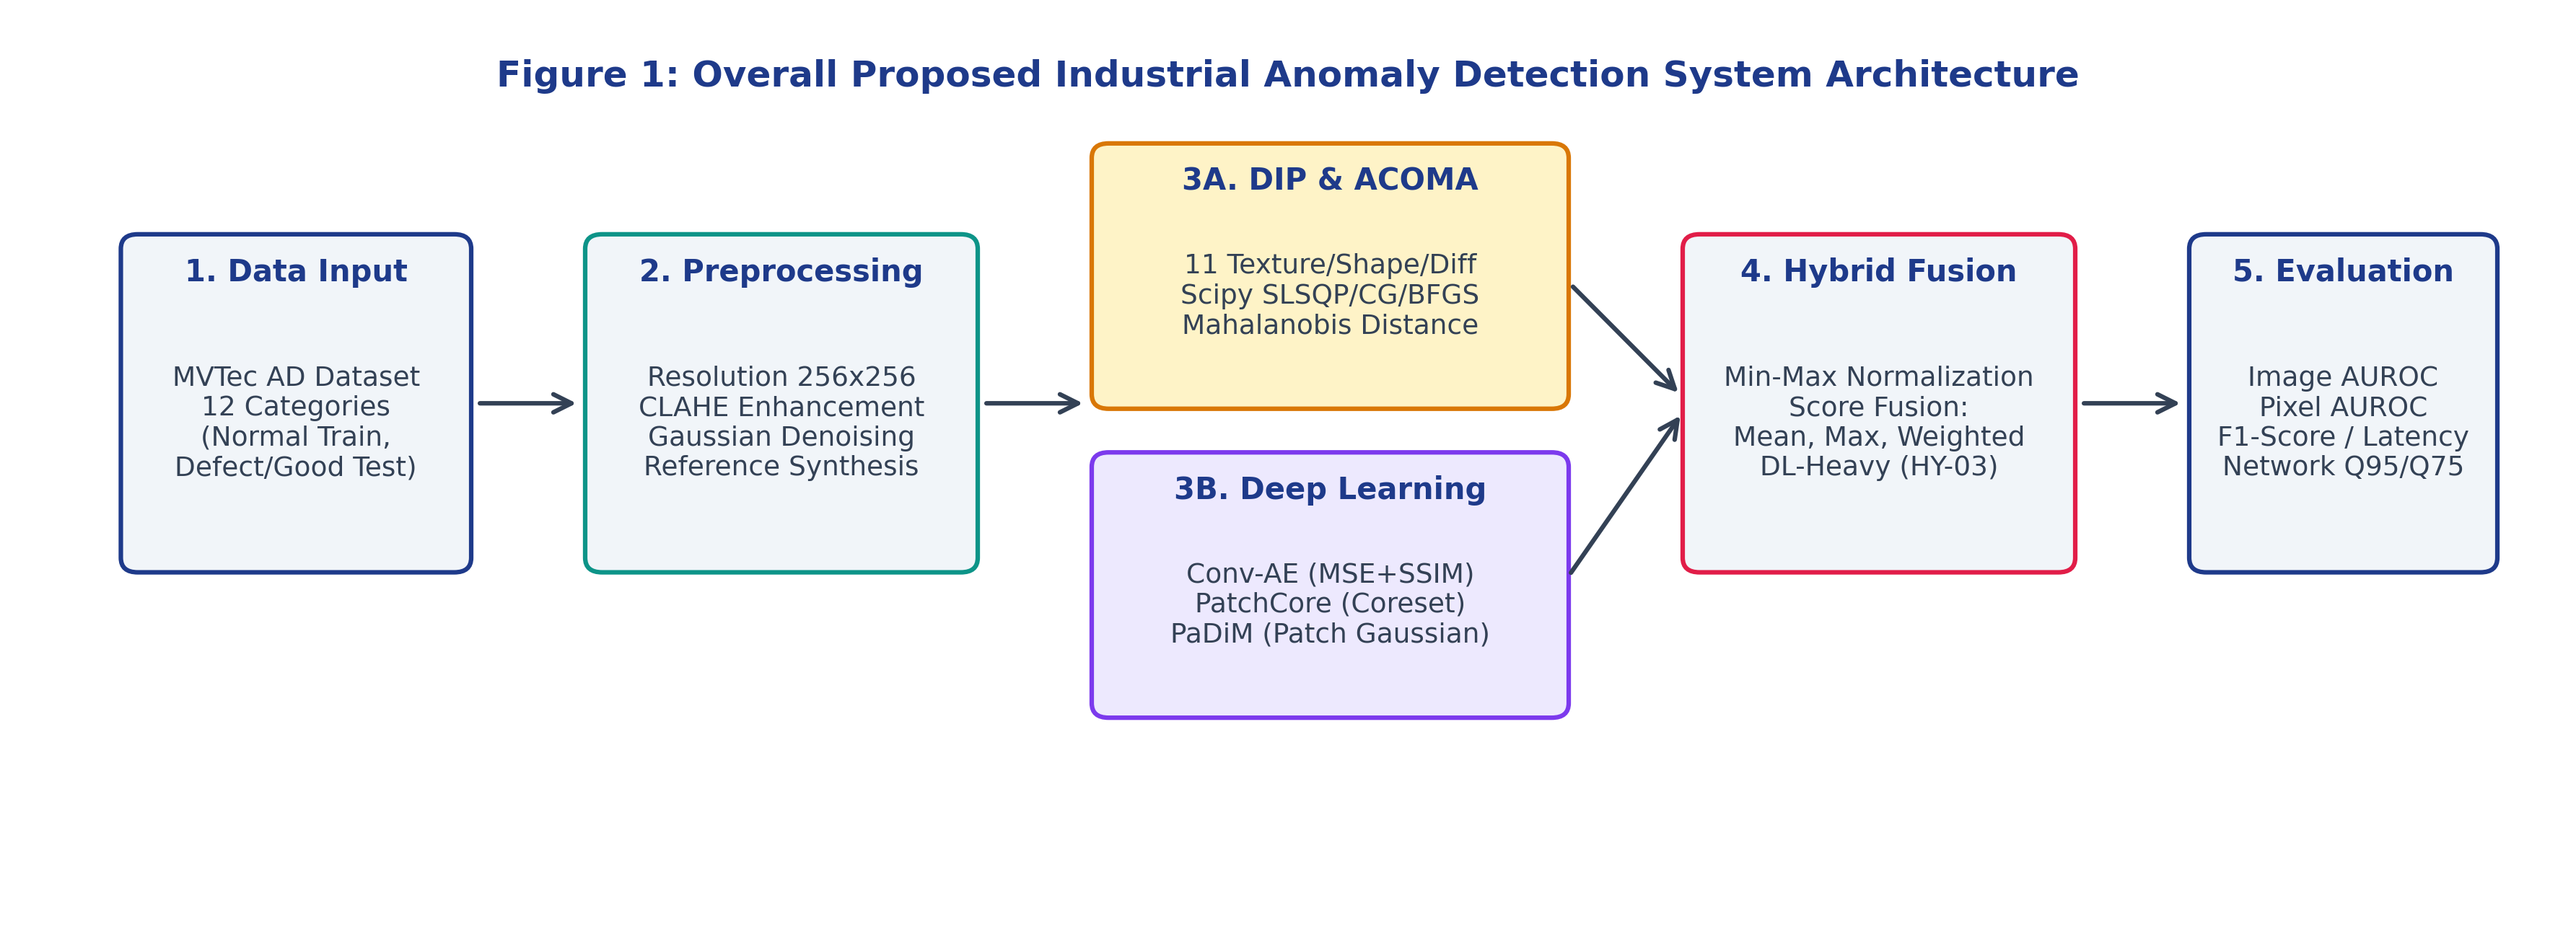 Figure 1: Overall Proposed Industrial Anomaly Detection System Architecture
1. Data Input
MVTec AD Dataset
12 Categories
(Normal Train,
Defect/Good Test)
2. Preprocessing
Resolution 256x256
CLAHE Enhancement
Gaussian Denoising
Reference Synthesis
3A. DIP & ACOMA
11 Texture/Shape/Diff
Scipy SLSQP/CG/BFGS
Mahalanobis Distance
3B. Deep Learning
Conv-AE (MSE+SSIM)
PatchCore (Coreset)
PaDiM (Patch Gaussian)
4. Hybrid Fusion
Min-Max Normalization
Score Fusion:
Mean, Max, Weighted
DL-Heavy (HY-03)
5. Evaluation
Image AUROC
Pixel AUROC
F1-Score / Latency
Network Q95/Q75